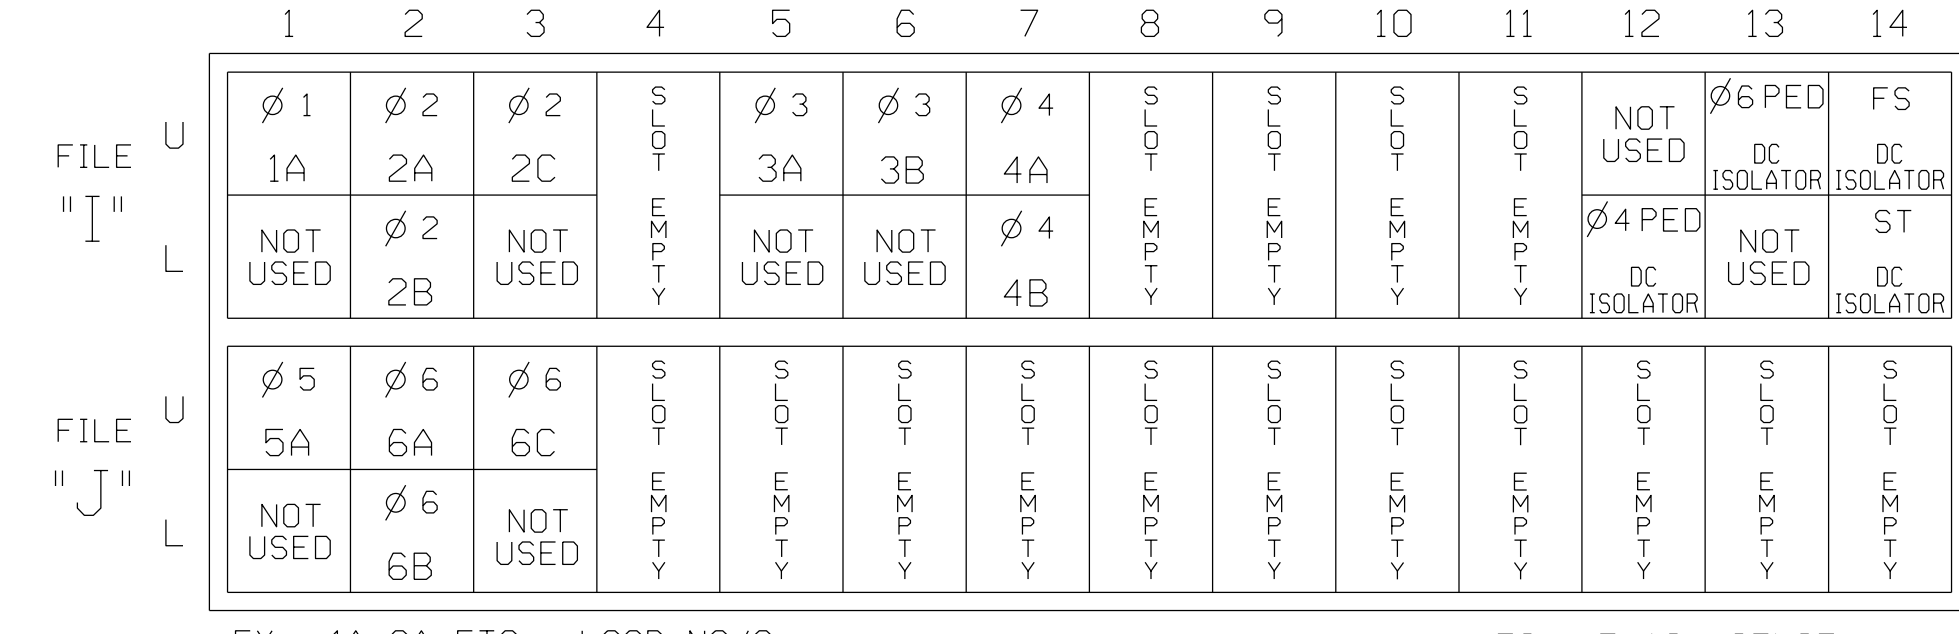 1 2 3 4 5 6 7 8 9 10 11 12 13 14
FILE "I"
U
Ø 1 1A
Ø 2 2A
Ø 2 2C
SLOT EMPTY
Ø 3 3A
Ø 3 3B
Ø 4 4A
SLOT EMPTY
SLOT EMPTY
SLOT EMPTY
SLOT EMPTY
NOT USED
Ø 6 PED DC ISOLATOR
FS DC ISOLATOR
L
NOT USED
Ø 2 2B
NOT USED
NOT USED
NOT USED
Ø 4 4B
Ø 4 PED DC ISOLATOR
NOT USED
ST DC ISOLATOR
FILE "J"
U
Ø 5 5A
Ø 6 6A
Ø 6 6C
SLOT EMPTY
SLOT EMPTY
SLOT EMPTY
SLOT EMPTY
SLOT EMPTY
SLOT EMPTY
SLOT EMPTY
SLOT EMPTY
SLOT EMPTY
SLOT EMPTY
SLOT EMPTY
L
NOT USED
Ø 6 6B
NOT USED